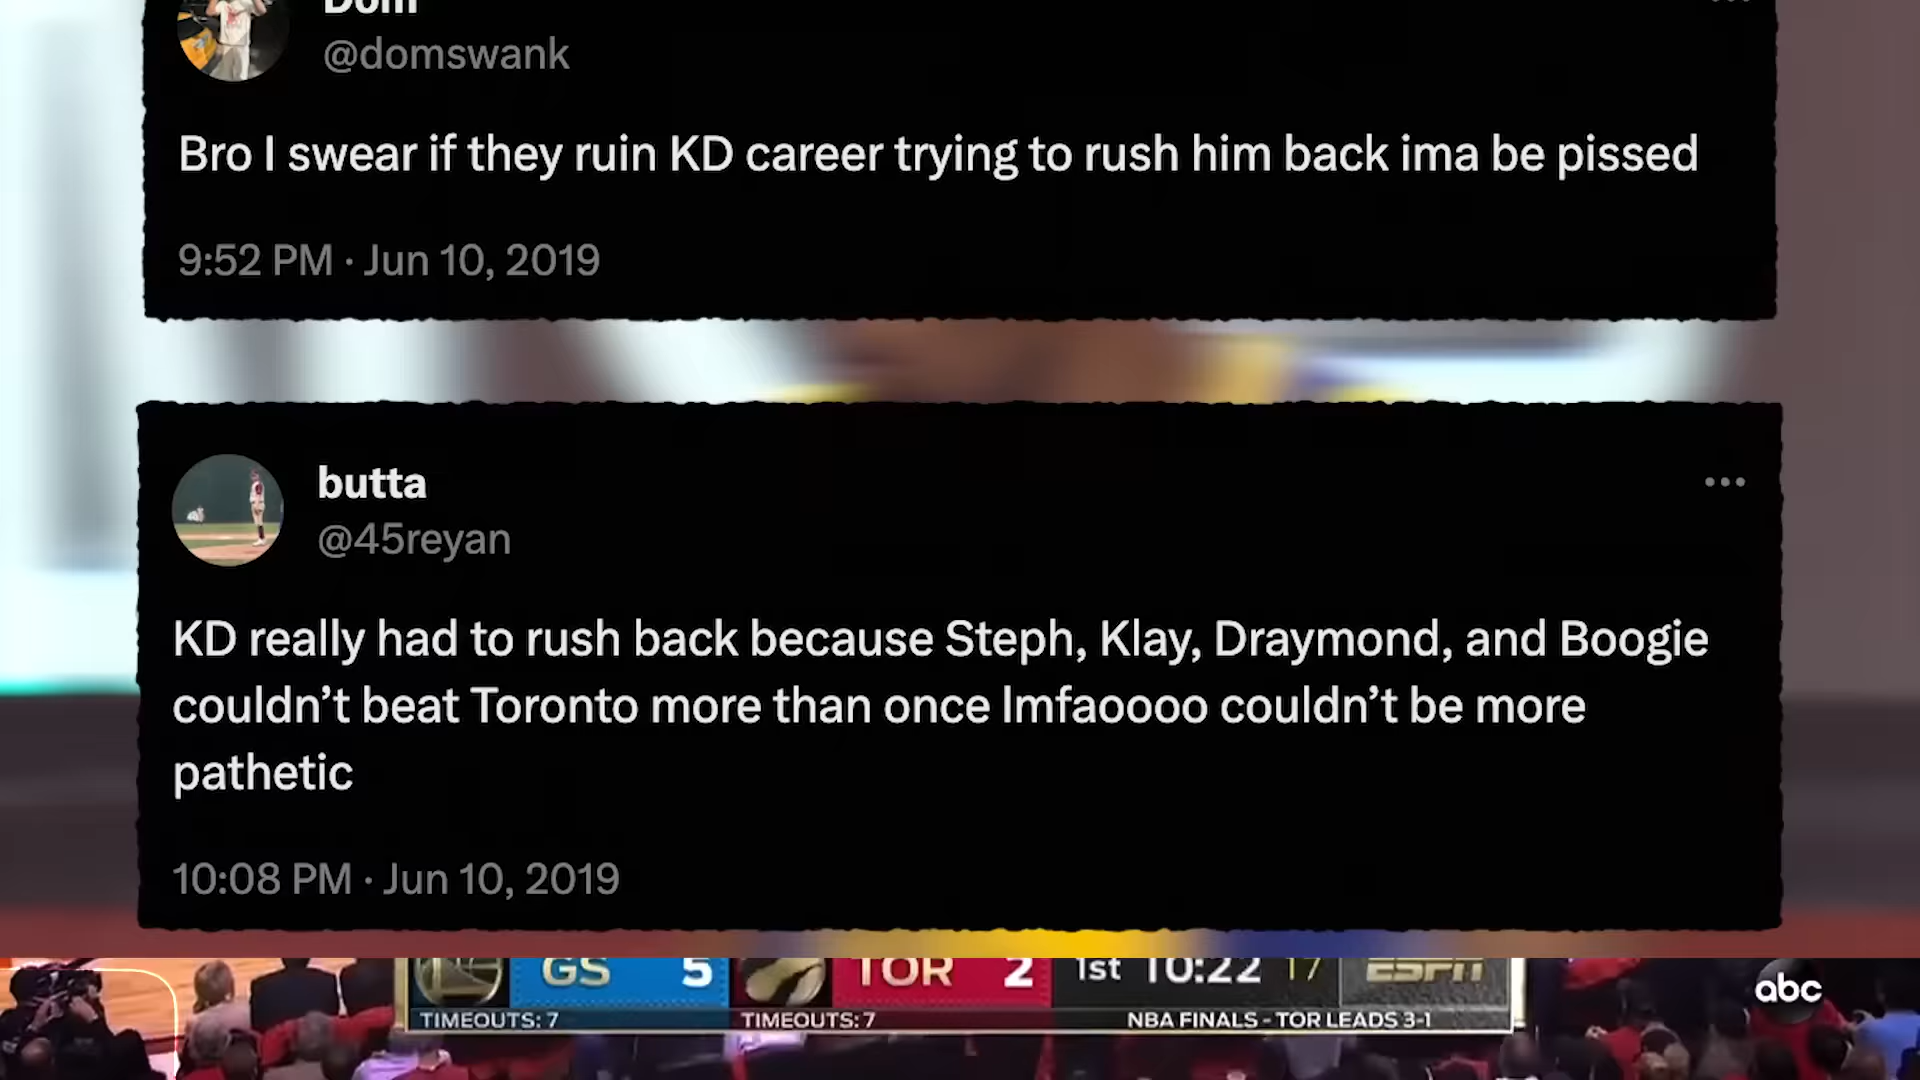 Dom
@domswank
Bro I swear if they ruin KD career trying to rush him back ima be pissed
9:52 PM · Jun 10, 2019
butta
@45reyan
KD really had to rush back because Steph, Klay, Draymond, and Boogie
couldn’t beat Toronto more than once lmfaoooo couldn’t be more
pathetic
10:08 PM · Jun 10, 2019
GS 5 TOR 2 1st 10:22 17 ESPN
TIMEOUTS: 7 TIMEOUTS: 7 NBA FINALS - TOR LEADS 3-1
abc